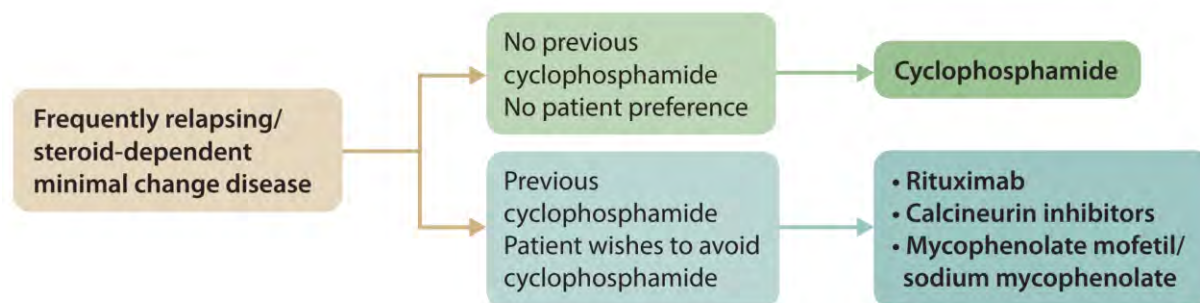 Frequently relapsing/
steroid-dependent
minimal change disease
No previous
cyclophosphamide
No patient preference
Cyclophosphamide
Previous
cyclophosphamide
Patient wishes to avoid
cyclophosphamide
• Rituximab
• Calcineurin inhibitors
• Mycophenolate mofetil/
sodium mycophenolate